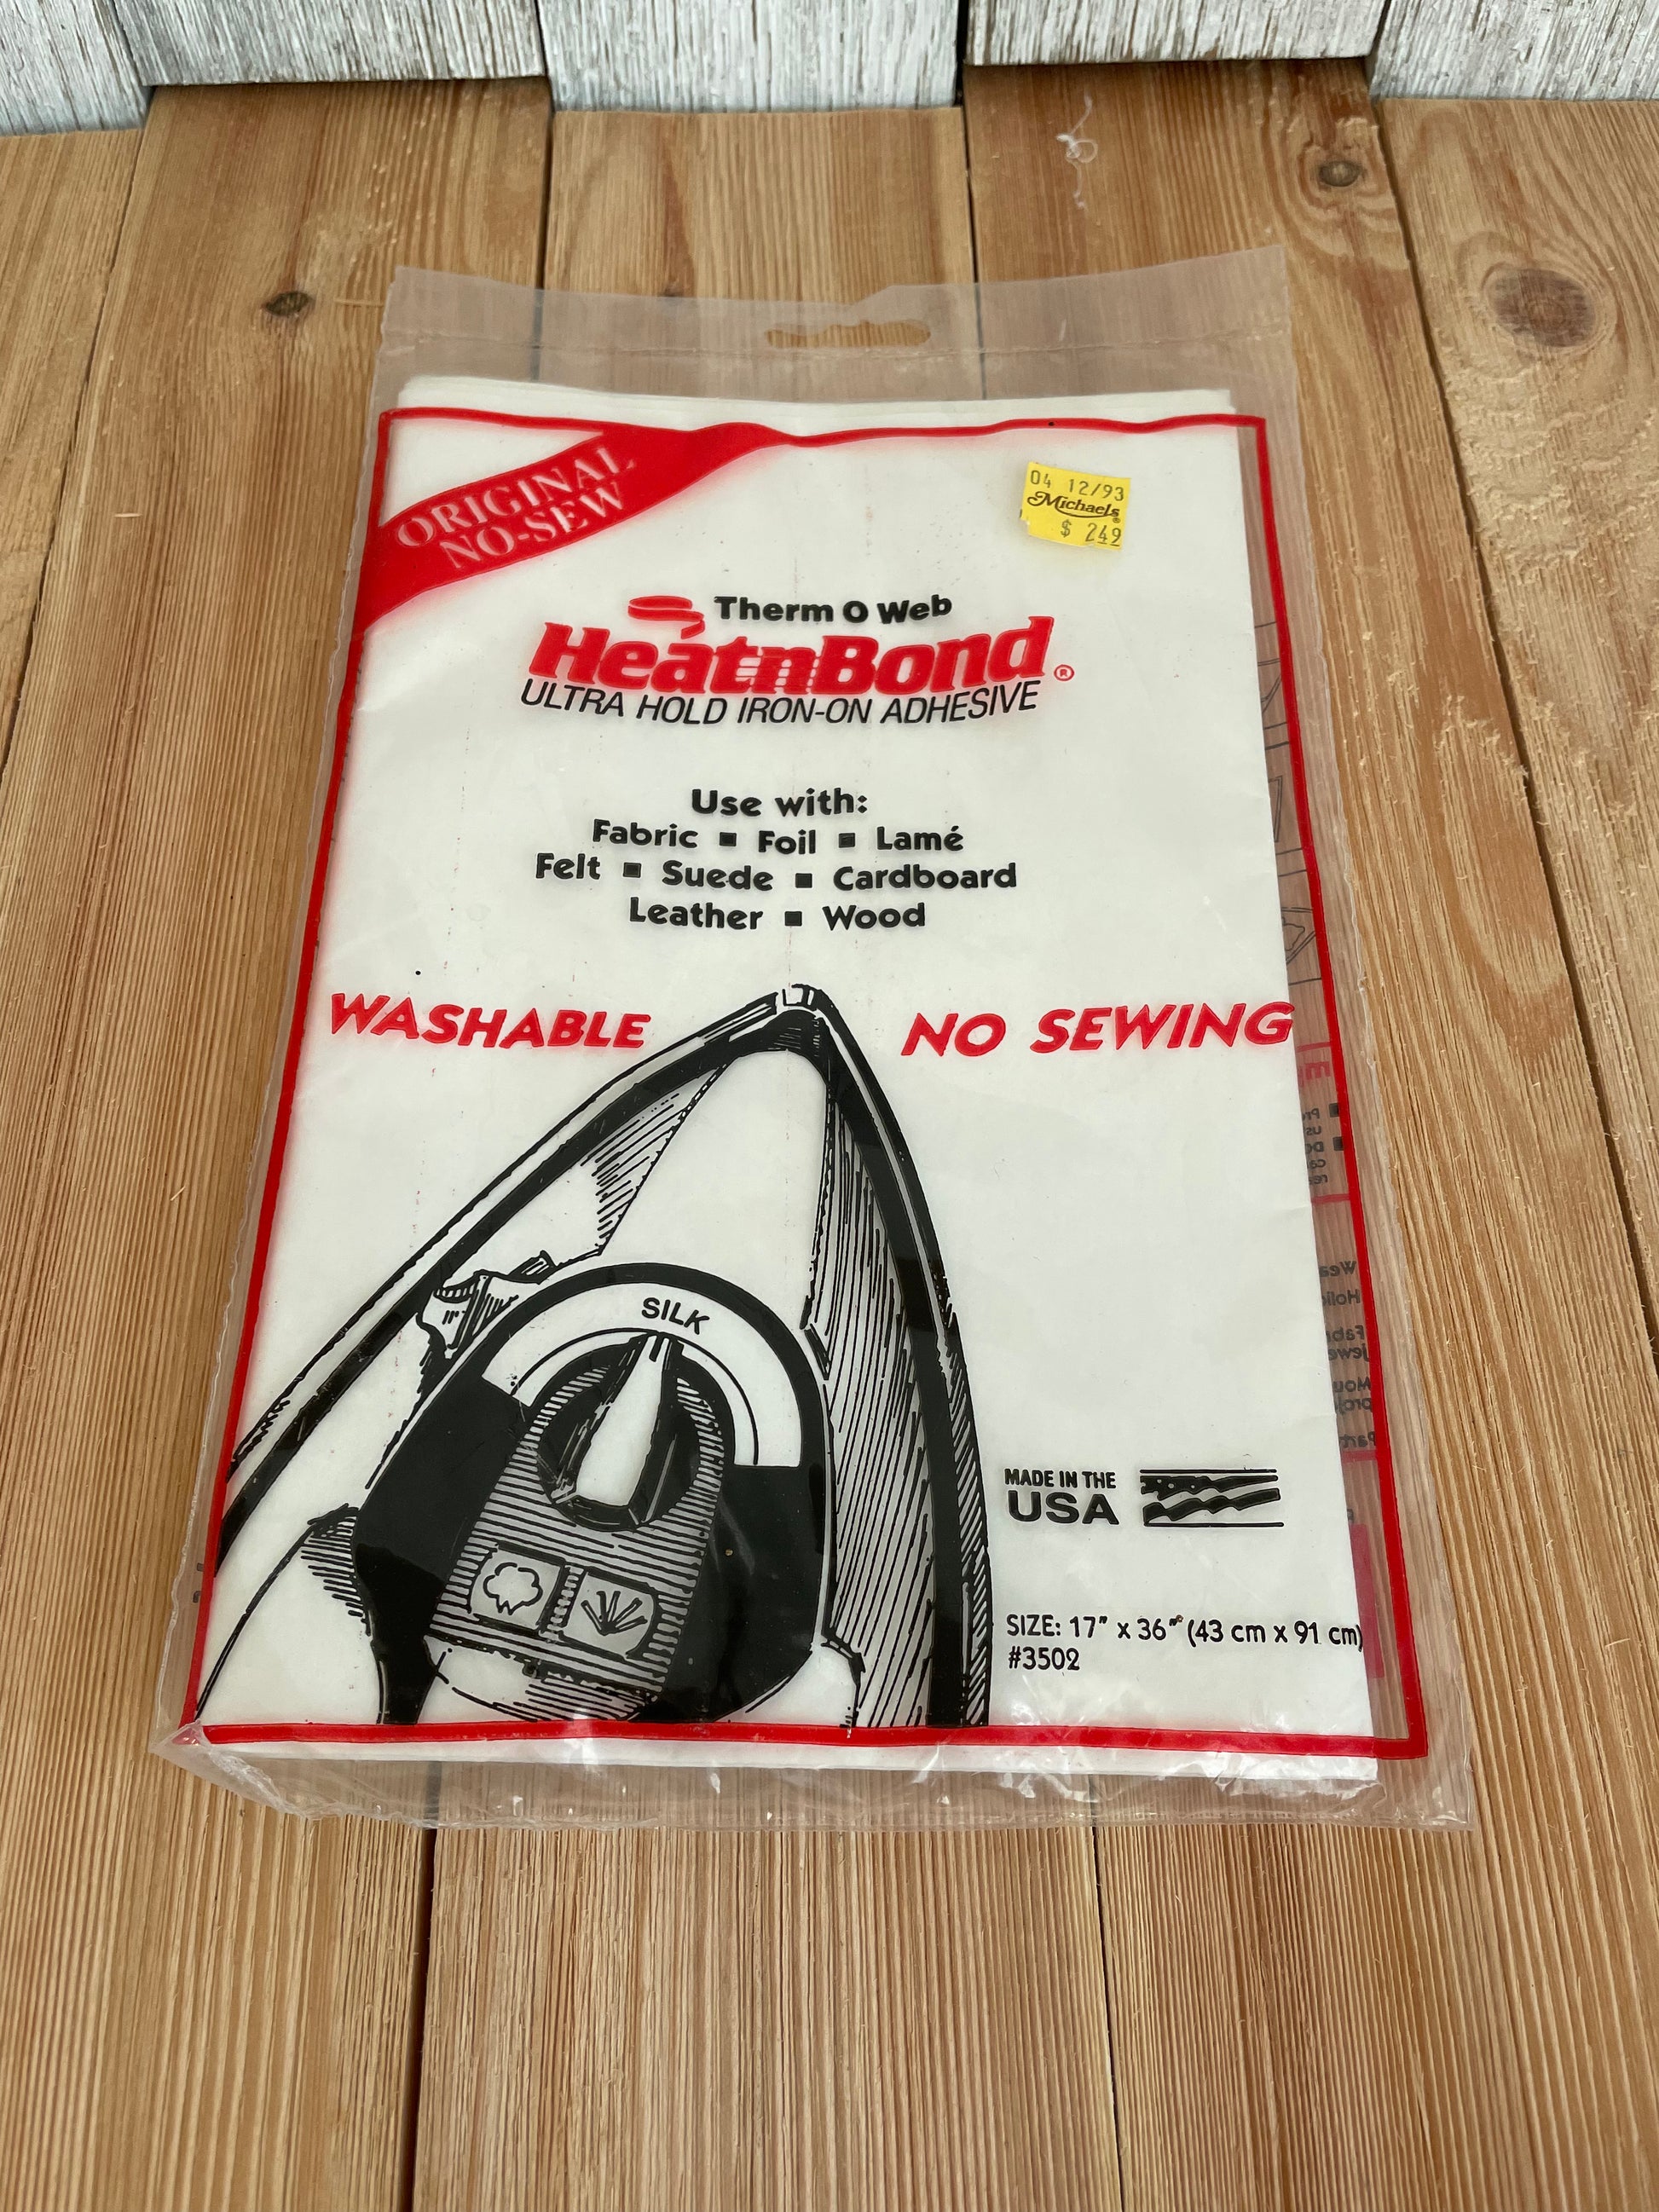 ORIGINAL
NO-SEW
04 12/93
Michaels
$ 2.49
Therm O Web
HeatnBond®
ULTRA HOLD IRON-ON ADHESIVE
Use with:
Fabric ■ Foil ■ Lamé
Felt ■ Suede ■ Cardboard
Leather ■ Wood
WASHABLE
NO SEWING
SILK
MADE IN THE
USA
SIZE: 17" x 36" (43 cm x 91 cm)
#3502